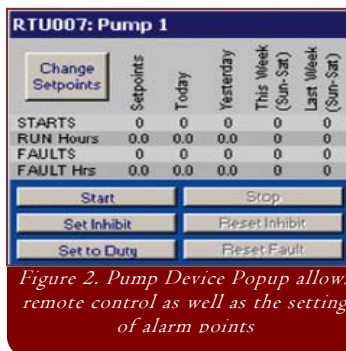 RTU007: Pump 1
Change
Setpoints
Setpoints
Today
Yesterday
This Week
(Sun-Sat)
Last Week
(Sun-Sat)
STARTS 0 0 0 0 0
RUN Hours 0.0 0.0 0.0 0 0
FAULTS 0 0 0 0 0
FAULT Hrs 0.0 0.0 0.0 0 0
Start Stop
Set Inhibit Reset Inhibit
Set to Duty Reset Fault
Figure 2. Pump Device Popup allows
remote control as well as the setting
of alarm points